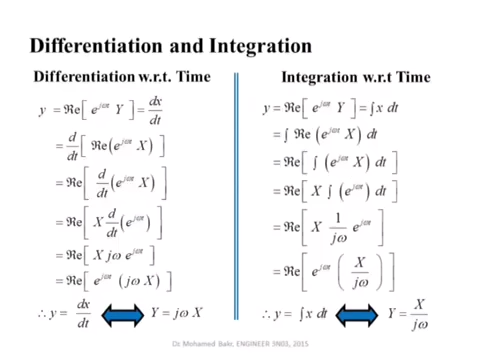 Differentiation and Integration
Differentiation w.r.t. Time
y = ℜe[ e^{jωt} Y ] = dx/dt
= d/dt [ ℜe(e^{jωt} X) ]
= ℜe[ d/dt (e^{jωt} X) ]
= ℜe[ X d/dt (e^{jωt}) ]
= ℜe[ X jω e^{jωt} ]
= ℜe[ e^{jωt} (jω X) ]
∴ y = dx/dt ⟺ Y = jω X
Integration w.r.t Time
y = ℜe[ e^{jωt} Y ] = ∫ x dt
= ∫ ℜe (e^{jωt} X) dt
= ℜe[ ∫ (e^{jωt} X) dt ]
= ℜe[ X ∫ (e^{jωt}) dt ]
= ℜe[ X 1/jω e^{jωt} ]
= ℜe[ e^{jωt} ( X/jω ) ]
∴ y = ∫ x dt ⟺ Y = X/jω
Dr. Mohamed Bakr, ENGINEER 3N03, 2015